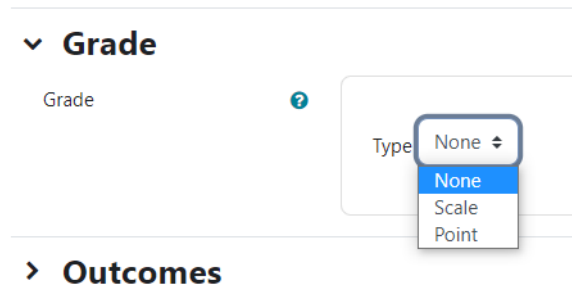 Grade
Grade
Type None
None
Scale
Point
Outcomes